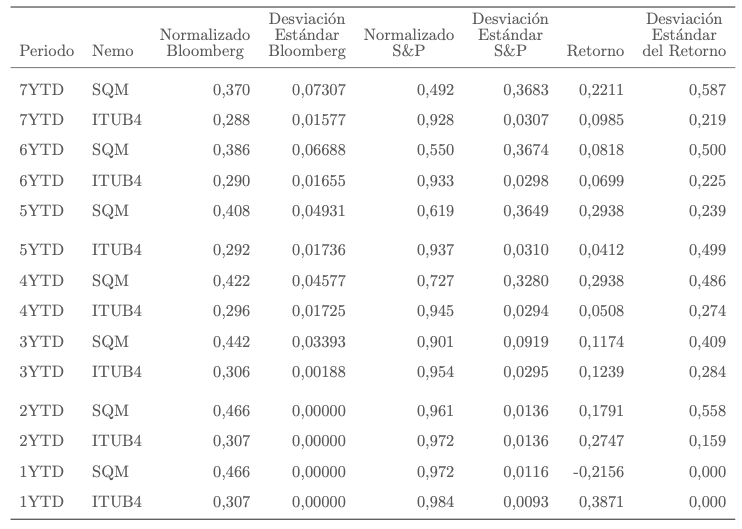 Desviación Desviación Desviación
Normalizado Estándar Normalizado Estándar Estándar
Periodo Nemo Bloomberg Bloomberg S&P S&P Retorno del Retorno
7YTD SQM 0,370 0,07307 0,492 0,3683 0,2211 0,587
7YTD ITUB4 0,288 0,01577 0,928 0,0307 0,0985 0,219
6YTD SQM 0,386 0,06688 0,550 0,3674 0,0818 0,500
6YTD ITUB4 0,290 0,01655 0,933 0,0298 0,0699 0,225
5YTD SQM 0,408 0,04931 0,619 0,3649 0,2938 0,239
5YTD ITUB4 0,292 0,01736 0,937 0,0310 0,0412 0,499
4YTD SQM 0,422 0,04577 0,727 0,3280 0,2938 0,486
4YTD ITUB4 0,296 0,01725 0,945 0,0294 0,0508 0,274
3YTD SQM 0,442 0,03393 0,901 0,0919 0,1174 0,409
3YTD ITUB4 0,306 0,00188 0,954 0,0295 0,1239 0,284
2YTD SQM 0,466 0,00000 0,961 0,0136 0,1791 0,558
2YTD ITUB4 0,307 0,00000 0,972 0,0136 0,2747 0,159
1YTD SQM 0,466 0,00000 0,972 0,0116 -0,2156 0,000
1YTD ITUB4 0,307 0,00000 0,984 0,0093 0,3871 0,000